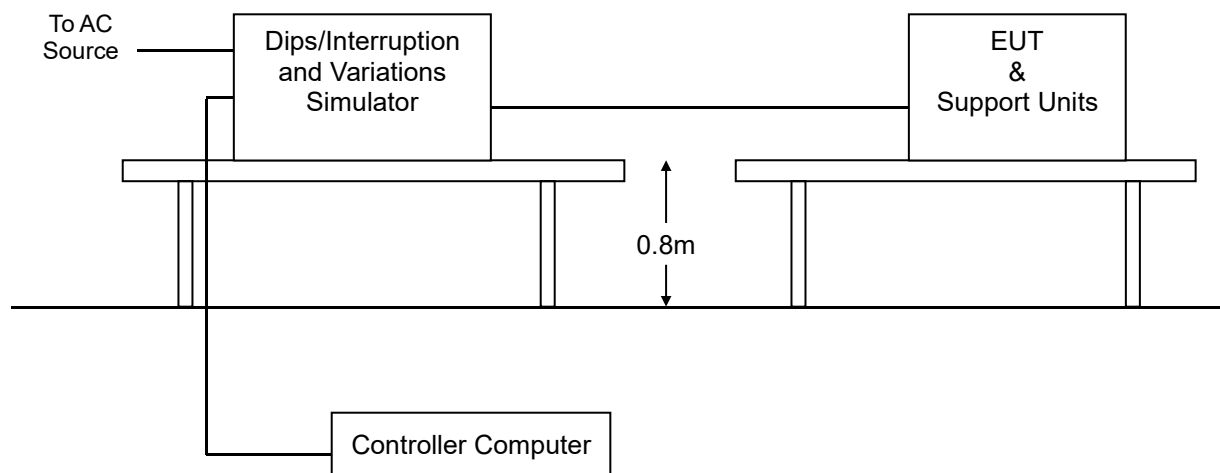 To AC
Source
Dips/Interruption
and Variations
Simulator
EUT
&
Support Units
0.8m
Controller Computer